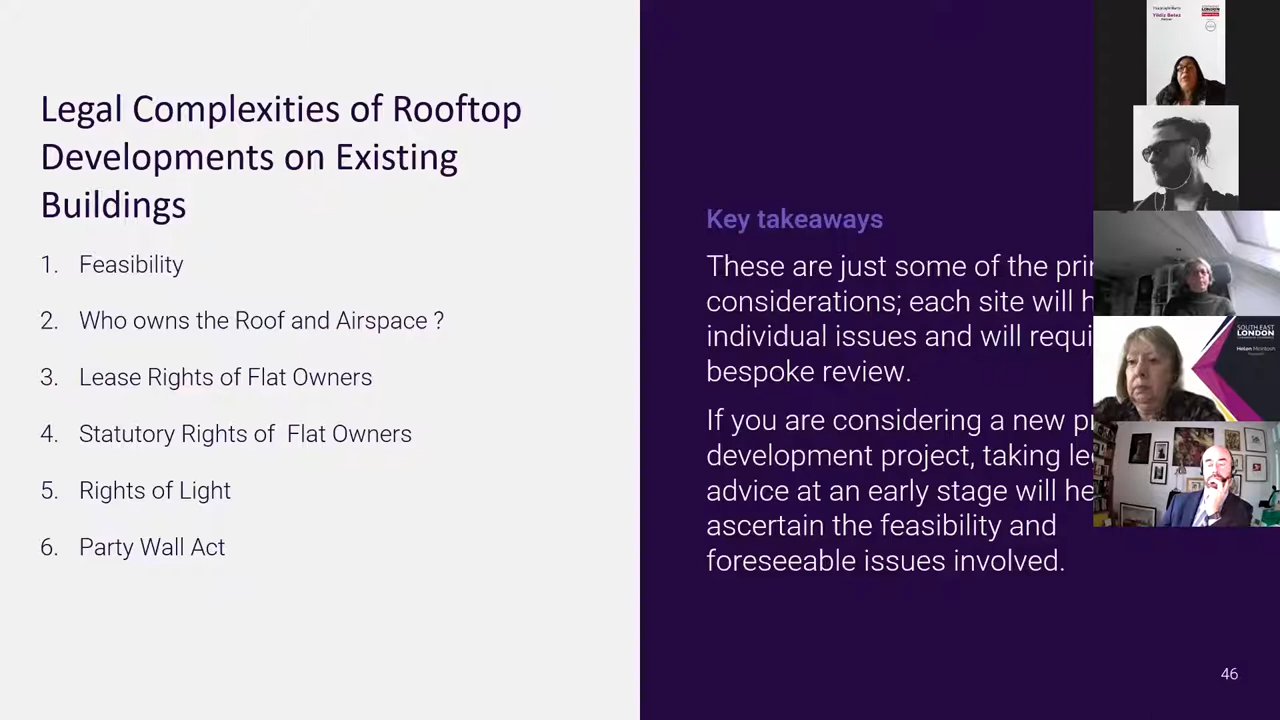 Legal Complexities of Rooftop
Developments on Existing
Buildings
1. Feasibility
2. Who owns the Roof and Airspace ?
3. Lease Rights of Flat Owners
4. Statutory Rights of  Flat Owners
5. Rights of Light
6. Party Wall Act
Key takeaways
These are just some of the
considerations; each site will
individual issues and will
bespoke review.
If you are considering a new
development project, taking
advice at an early stage will
ascertain the feasibility and
foreseeable issues involved.
46
Yildiz Betez
LONDON
SOUTH EAST
LONDON
Helen McIntosh